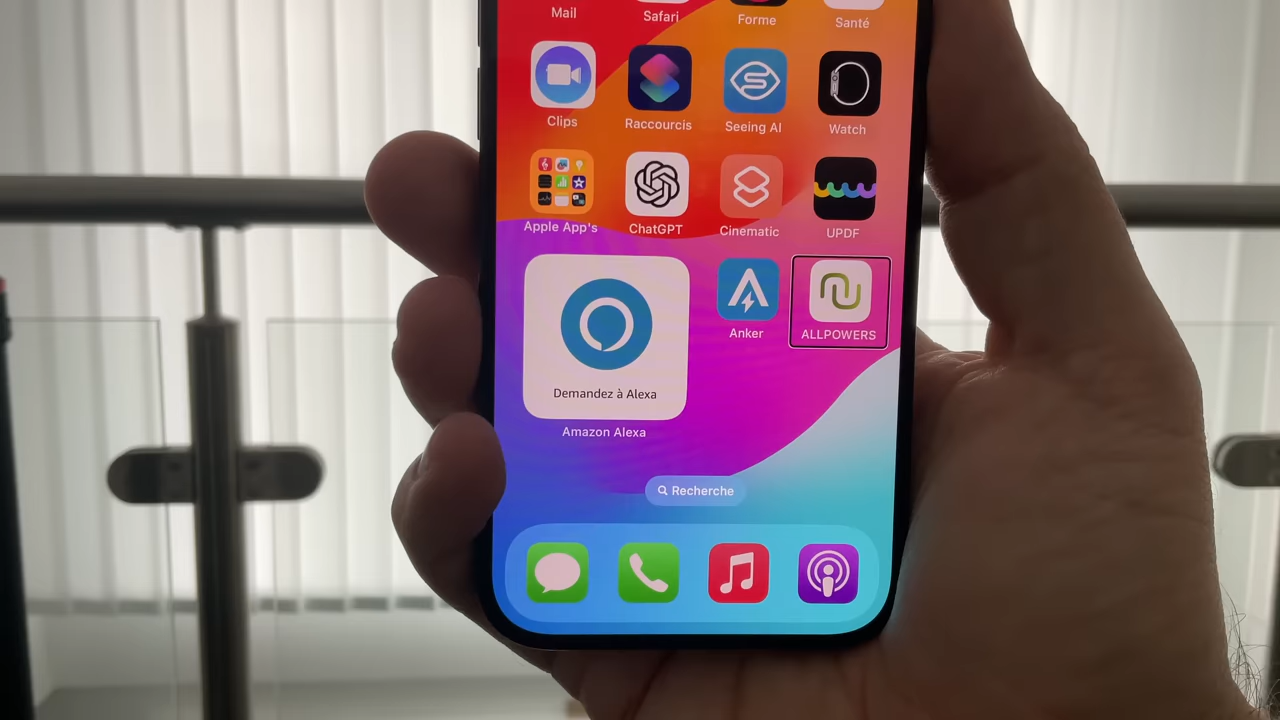 Mail Safari Forme Santé
Clips Raccourcis Seeing AI Watch
Apple App's ChatGPT Cinematic UPDF
Anker ALLPOWERS
Demandez à Alexa
Amazon Alexa
Recherche